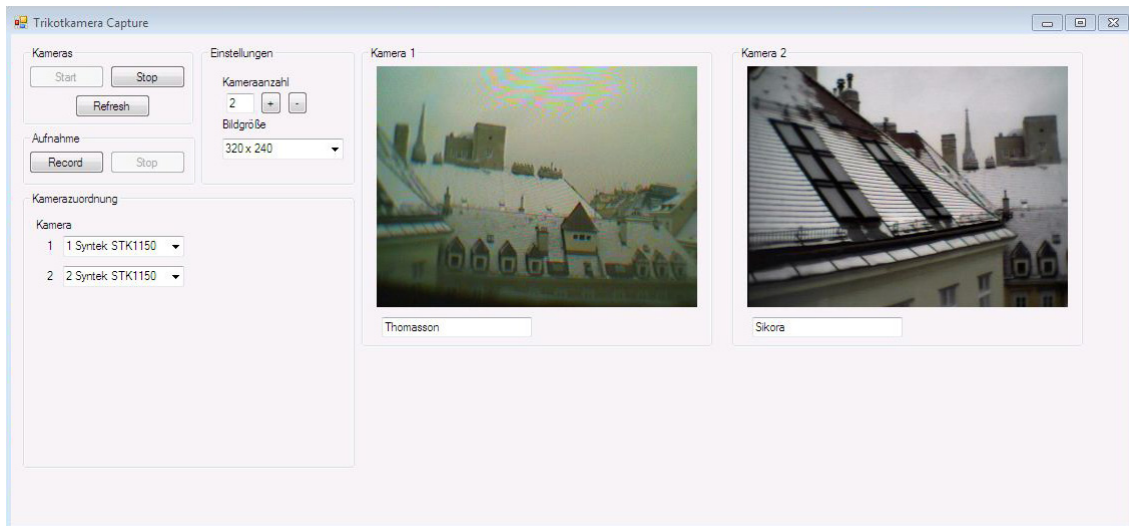 Trikotkamera Capture
Kameras
Start
Stop
Refresh
Aufnahme
Record
Stop
Einstellungen
Kameraanzahl
2
+
-
Bildgröße
320 x 240
Kamerazuordnung
Kamera
1 1 Syntek STK1150
2 2 Syntek STK1150
Kamera 1
Thomasson
Kamera 2
Sikora